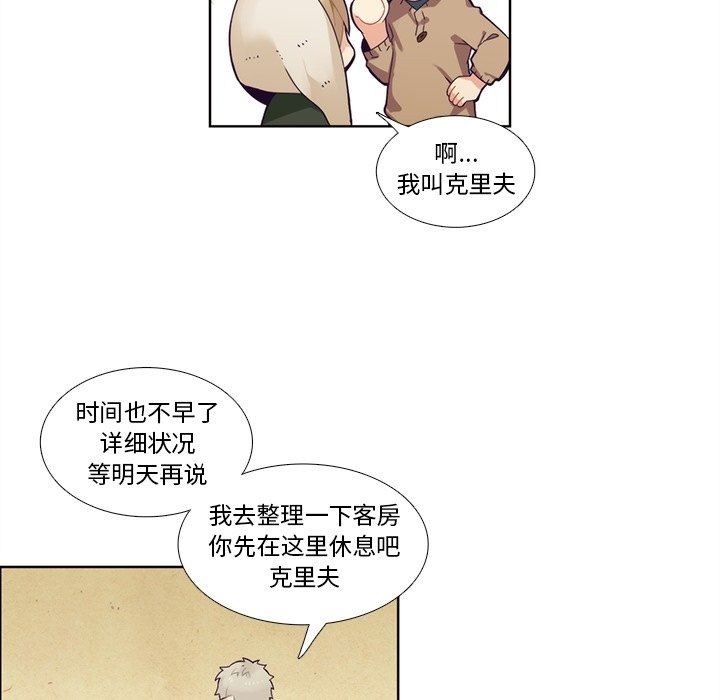 啊...
我叫克里夫
时间也不早了
详细状况
等明天再说
我去整理一下客房
你先在这里休息吧
克里夫